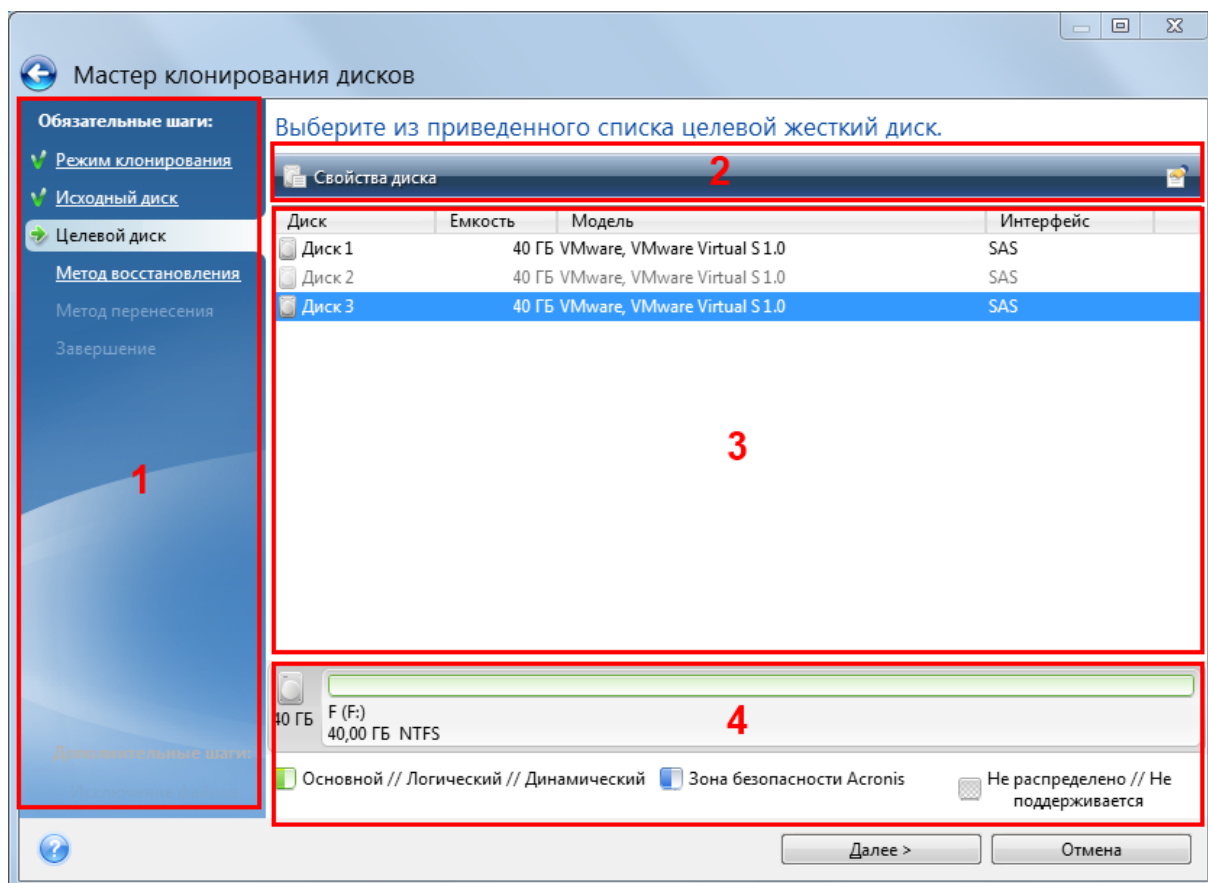 Мастер клонирования дисков
Обязательные шаги:
Режим клонирования
Исходный диск
Целевой диск
Метод восстановления
Метод перенесения
Завершение
1
Дополнительные шаги:
Выберите из приведенного списка целевой жесткий диск.
Свойства диска
2
Диск Емкость Модель Интерфейс
Диск 1 40 ГБ VMware, VMware Virtual S 1.0 SAS
Диск 2 40 ГБ VMware, VMware Virtual S 1.0 SAS
Диск 3 40 ГБ VMware, VMware Virtual S 1.0 SAS
3
40 ГБ
F (F:)
40,00 ГБ NTFS
4
Основной // Логический // Динамический
Зона безопасности Acronis
Не распределено // Не
поддерживается
Далее >
Отмена